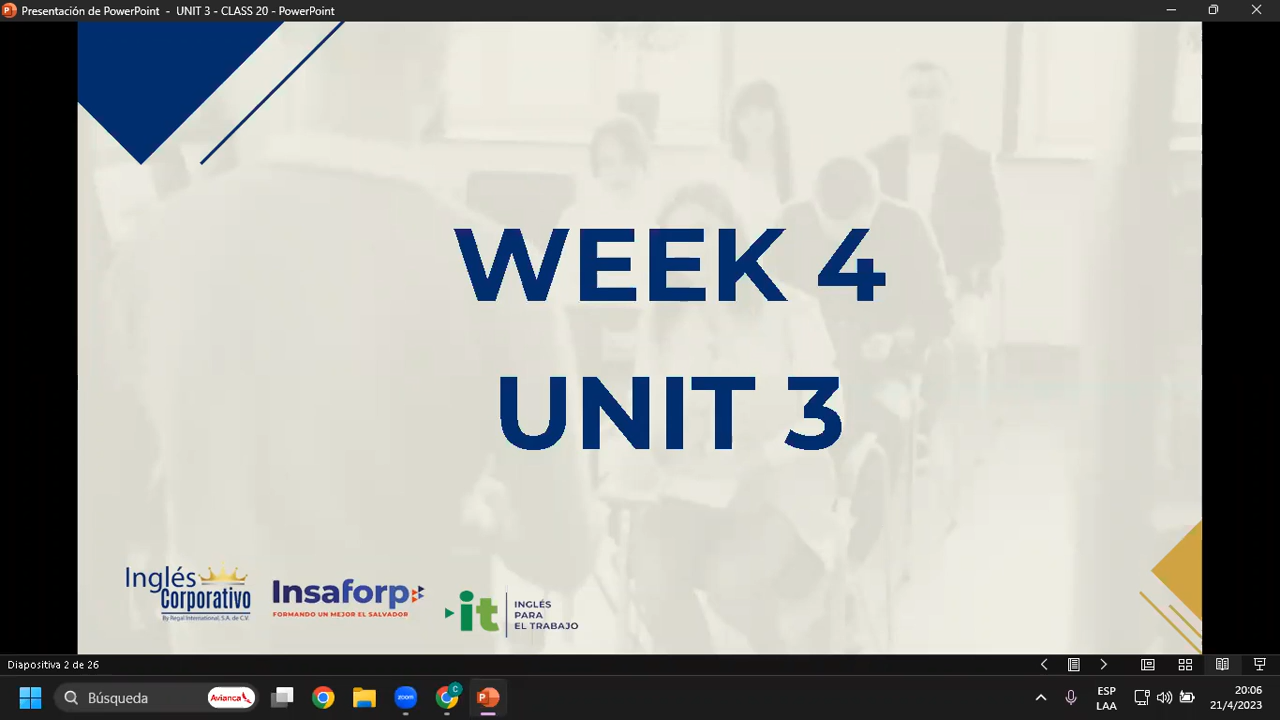 Presentación de PowerPoint - UNIT 3 - CLASS 20 - PowerPoint
WEEK 4
UNIT 3
Inglés
Corporativo
By Regal International, S.A. de C.V.
Insaforp
FORMANDO UN MEJOR EL SALVADOR
it
INGLÉS
PARA
EL TRABAJO
Diapositiva 2 de 26
Búsqueda
Avianca
zoom
C
P
ESP
LAA
20:06
21/4/2023